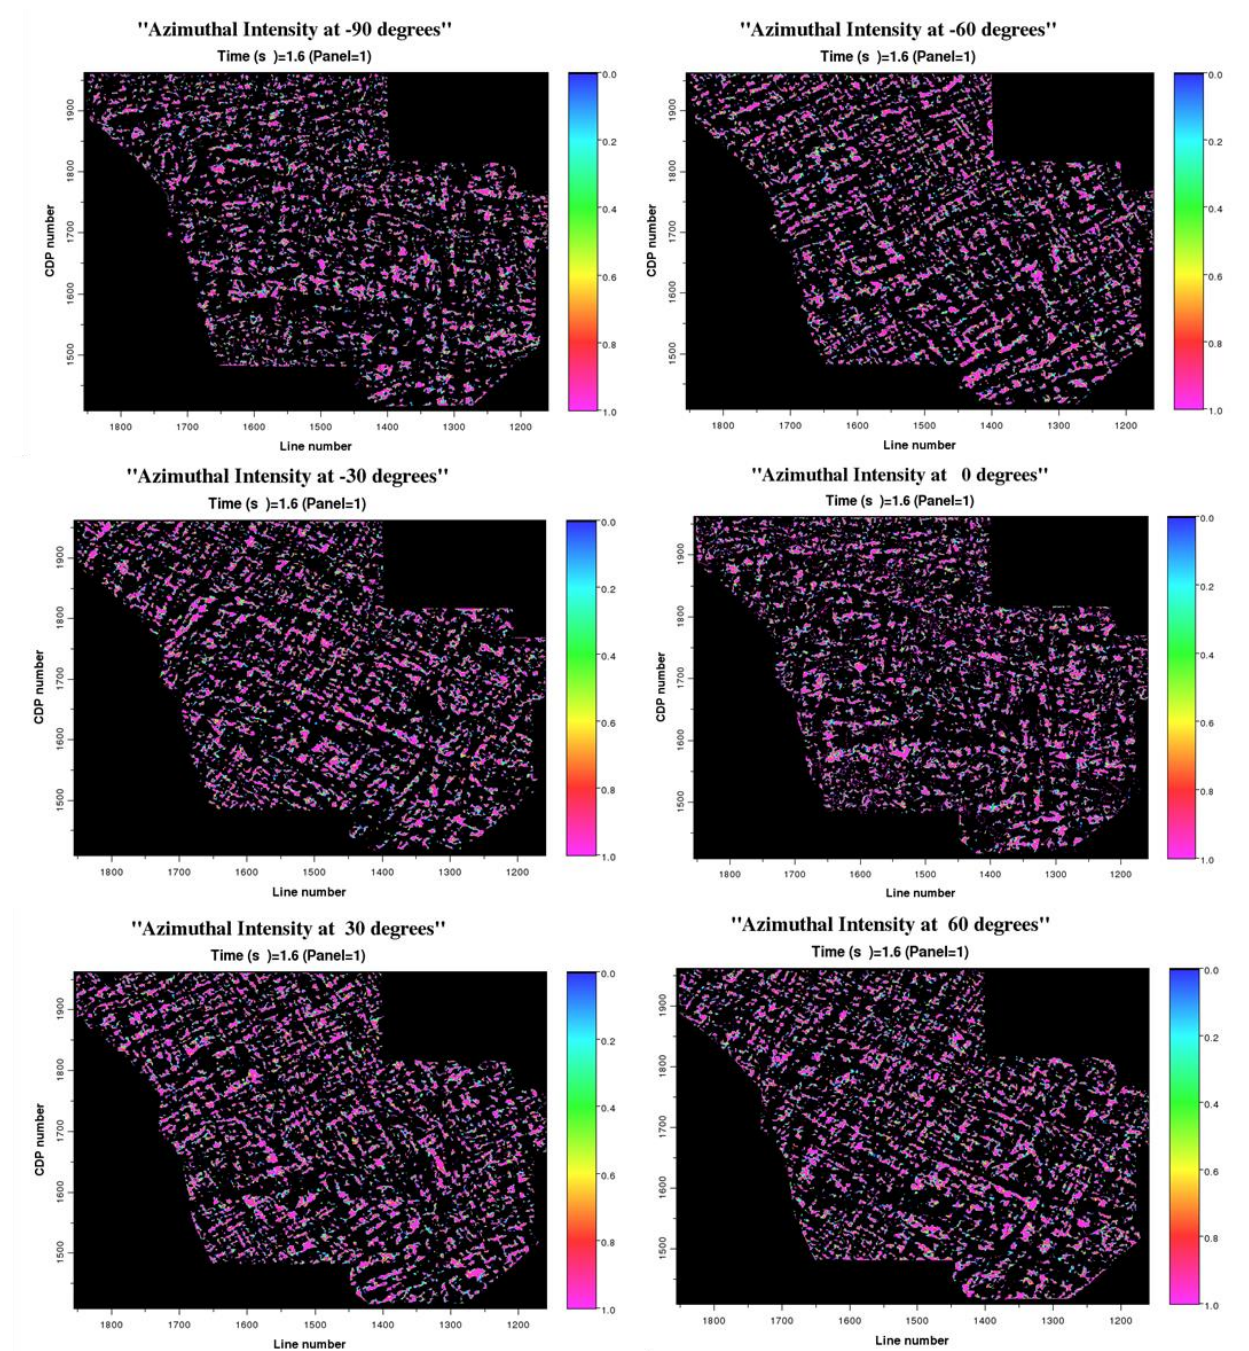 "Azimuthal Intensity at -90 degrees"
Time (s )=1.6 (Panel=1)
CDP number
1900
1800
1700
1600
1500
1800 1700 1600 1500 1400 1300 1200
Line number
0.0
0.2
0.4
0.6
0.8
1.0
"Azimuthal Intensity at -60 degrees"
Time (s )=1.6 (Panel=1)
CDP number
1900
1800
1700
1600
1500
1800 1700 1600 1500 1400 1300 1200
Line number
0.0
0.2
0.4
0.6
0.8
1.0
"Azimuthal Intensity at -30 degrees"
Time (s )=1.6 (Panel=1)
CDP number
1900
1800
1700
1600
1500
1800 1700 1600 1500 1400 1300 1200
Line number
0.0
0.2
0.4
0.6
0.8
1.0
"Azimuthal Intensity at 0 degrees"
Time (s )=1.6 (Panel=1)
CDP number
1900
1800
1700
1600
1500
1800 1700 1600 1500 1400 1300 1200
Line number
0.0
0.2
0.4
0.6
0.8
1.0
"Azimuthal Intensity at 30 degrees"
Time (s )=1.6 (Panel=1)
CDP number
1900
1800
1700
1600
1500
1800 1700 1600 1500 1400 1300 1200
Line number
0.0
0.2
0.4
0.6
0.8
1.0
"Azimuthal Intensity at 60 degrees"
Time (s )=1.6 (Panel=1)
1900
1800
1700
1600
1500
1800 1700 1600 1500 1400 1300 1200
Line number
0.0
0.2
0.4
0.6
0.8
1.0